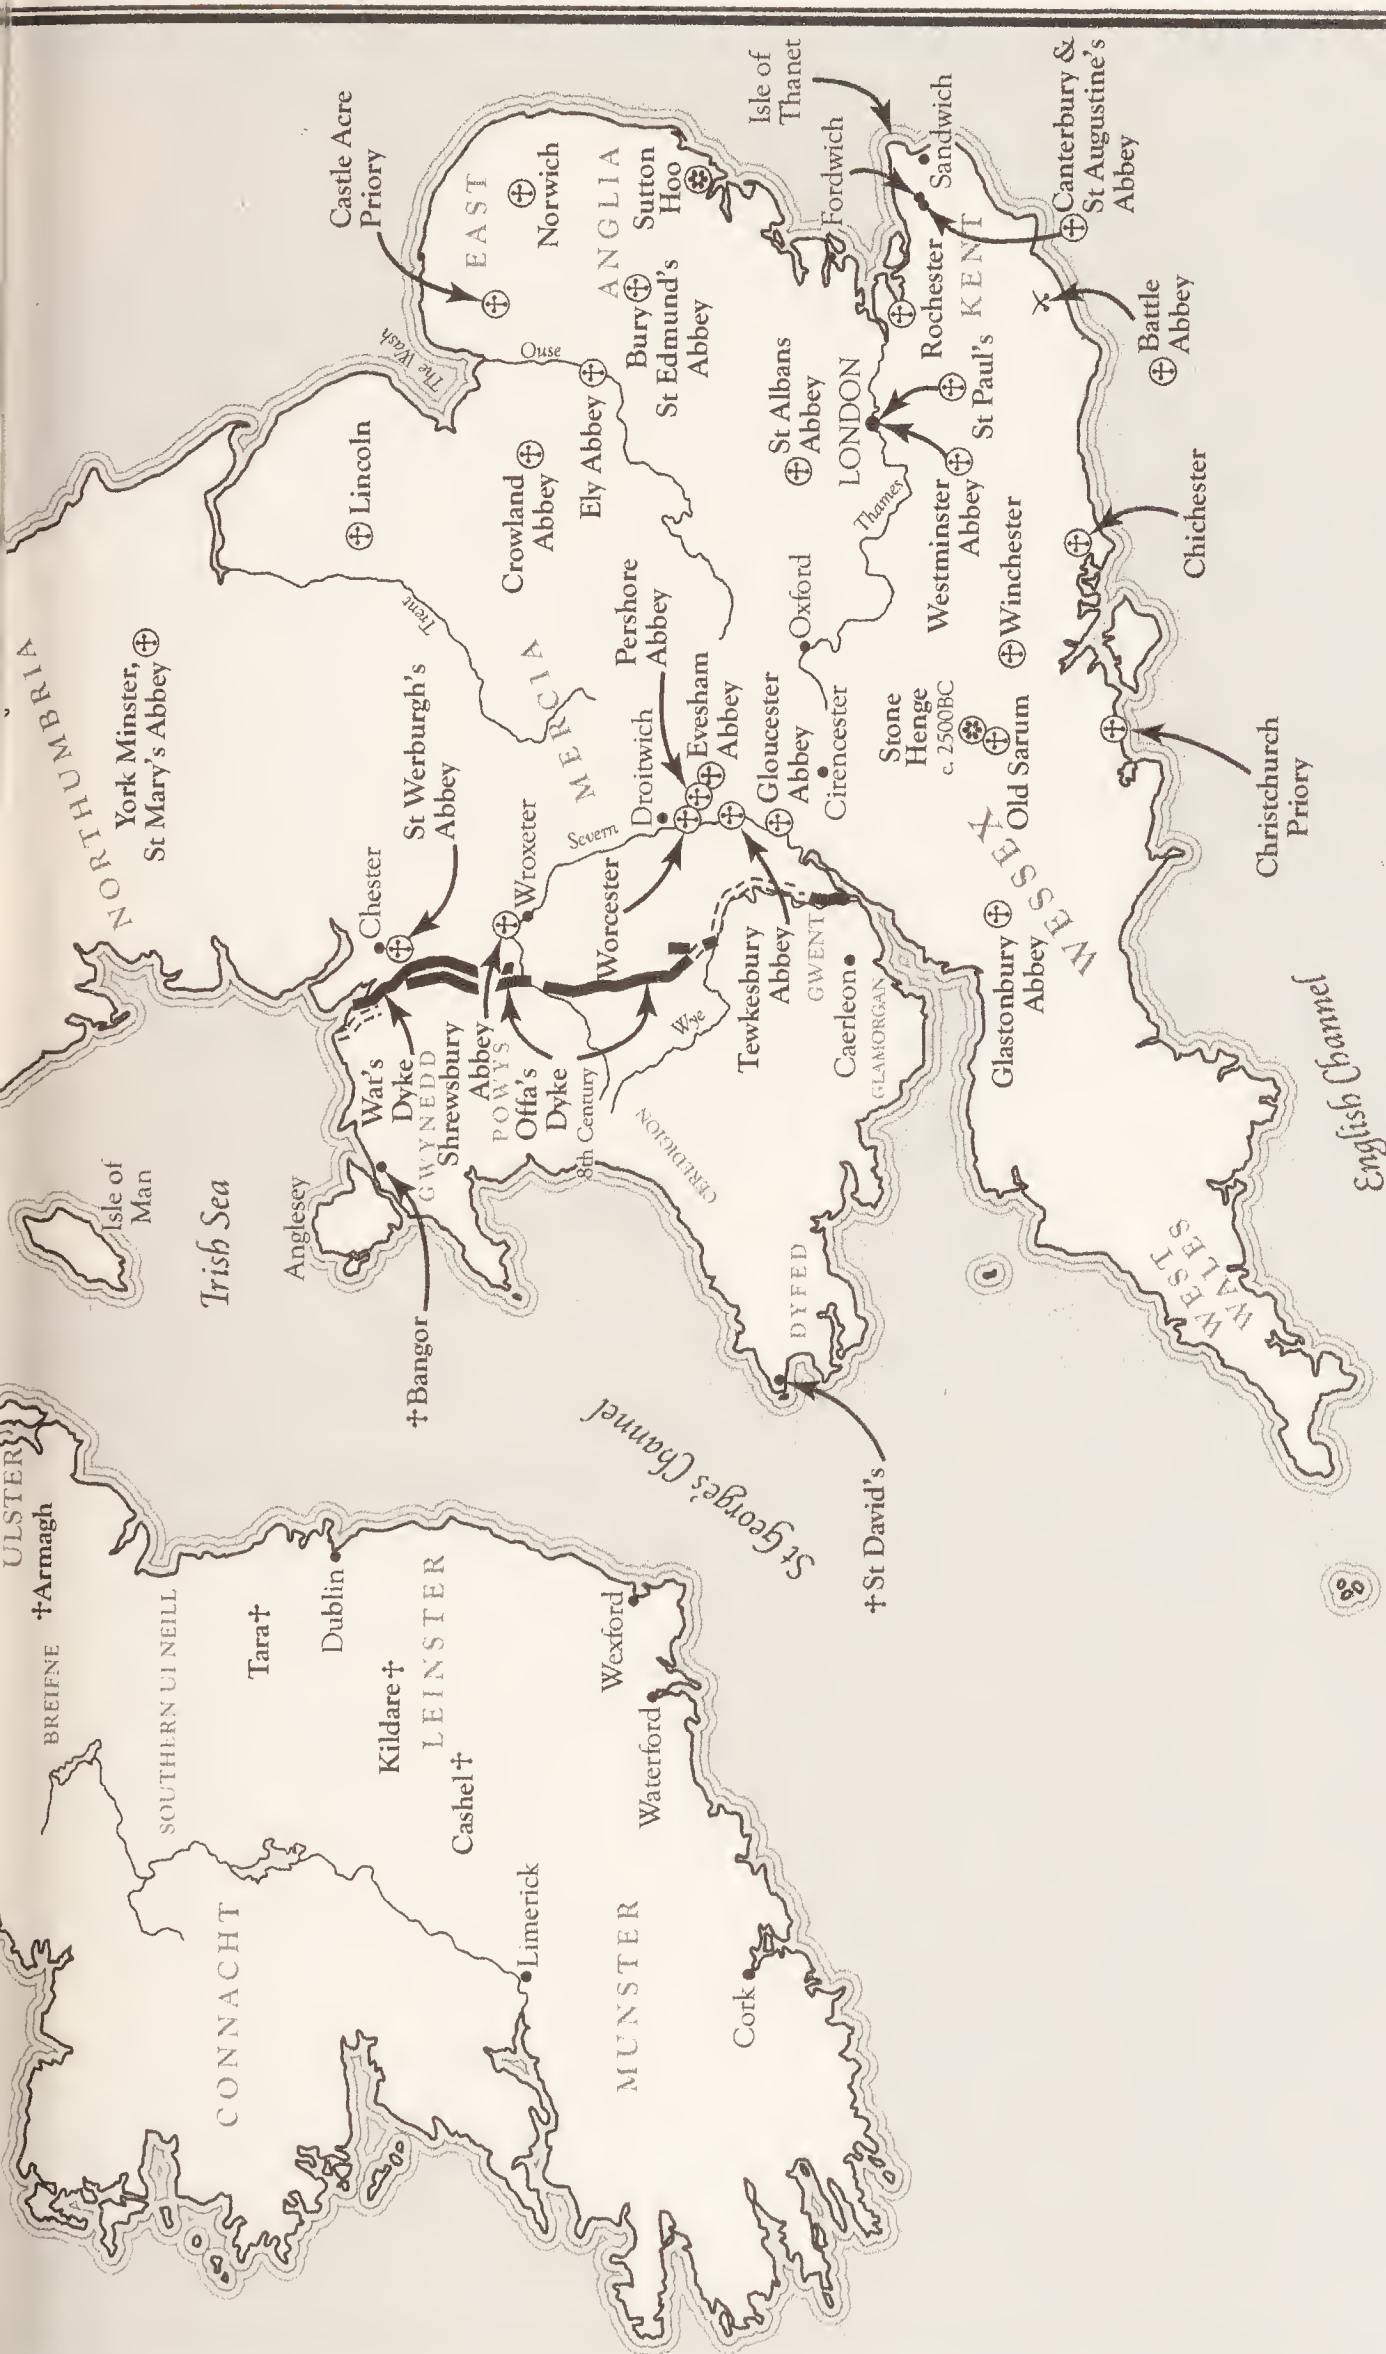 ULSTER
BREIFNE
✝Armagh
SOUTHERN UI NEILL
Tara✝
Dublin
CONNACHT
Kildare✝
LEINSTER
Cashel✝
Limerick
Wexford
Waterford
MUNSTER
Cork
Isle of
Man
Irish Sea
Anglesey
✝Bangor
St George's Channel
✝St David's
NORTHUMBRIA
York Minster,
St Mary's Abbey
Lincoln
Trent
The Wash
Chester
St Werburgh's
Abbey
Wat's
Dyke
GWYNEDD
Shrewsbury
Abbey
POWYS
Offa's
Dyke
8th Century
Wroxeter
MERCIA
Severn
Droitwich
Worcester
Pershore
Abbey
Evesham
Abbey
Gloucester
Abbey
Cirencester
Tewkesbury
Abbey
Wye
CEREDIGION
DYFED
GWENT
Caerleon
GLAMORGAN
Castle Acre
Priory
EAST
ANGLIA
Norwich
Sutton
Hoo
Ouse
Bury
St Edmund's
Abbey
Ely Abbey
Crowland
Abbey
St Albans
Abbey
LONDON
Thames
Oxford
Westminster
Abbey
St Paul's
Rochester
KENT
Isle of
Thanet
Fordwich
Sandwich
Canterbury &
St Augustine's
Abbey
Battle
Abbey
Winchester
Chichester
Stone
Henge
c. 2500BC
Old Sarum
WESSEX
Glastonbury
Abbey
Christchurch
Priory
WEST
WALES
English Channel